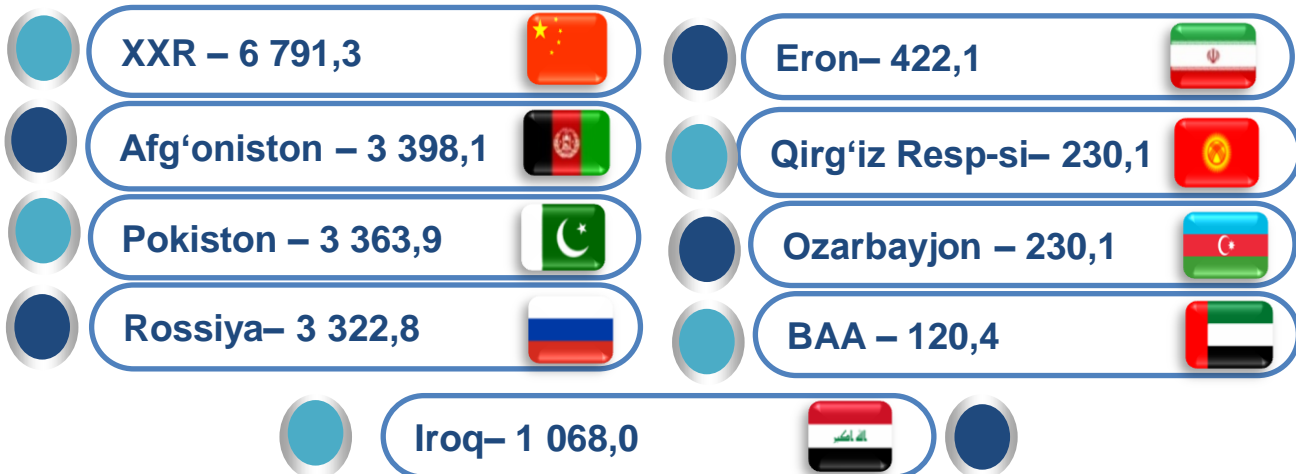 XXR – 6 791,3
Afg‘oniston – 3 398,1
Pokiston – 3 363,9
Rossiya– 3 322,8
Eron– 422,1
Qirg‘iz Resp-si– 230,1
Ozarbayjon – 230,1
BAA – 120,4
Iroq– 1 068,0